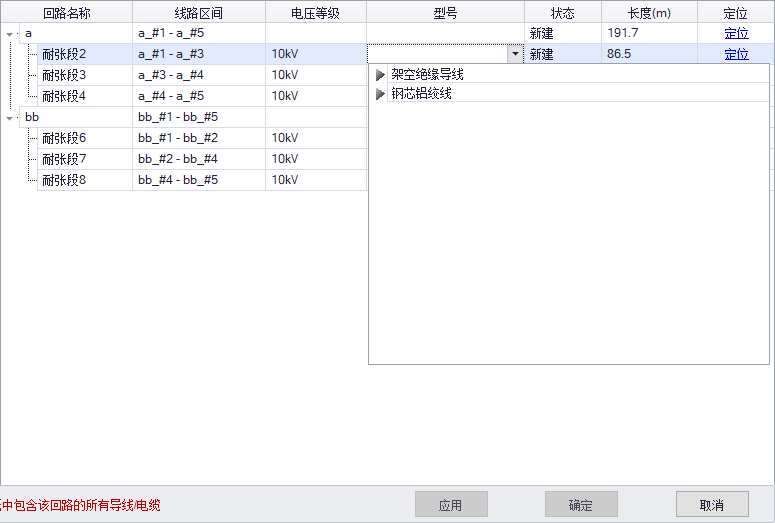 回路名称 线路区间 电压等级 型号 状态 长度(m) 定位
a a_#1 - a_#5 新建 191.7 定位
耐张段2 a_#1 - a_#3 10kV 新建 86.5 定位
耐张段3 a_#3 - a_#4 10kV 架空绝缘导线
耐张段4 a_#4 - a_#5 10kV 钢芯铝绞线
bb bb_#1 - bb_#5
耐张段6 bb_#1 - bb_#2 10kV
耐张段7 bb_#2 - bb_#4 10kV
耐张段8 bb_#4 - bb_#5 10kV
中包含该回路的所有导线/电缆 应用 确定 取消